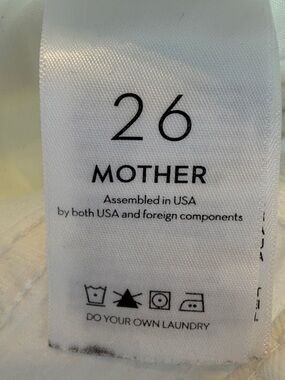 26
MOTHER
Assembled in USA
by both USA and foreign components
DO YOUR OWN LAUNDRY